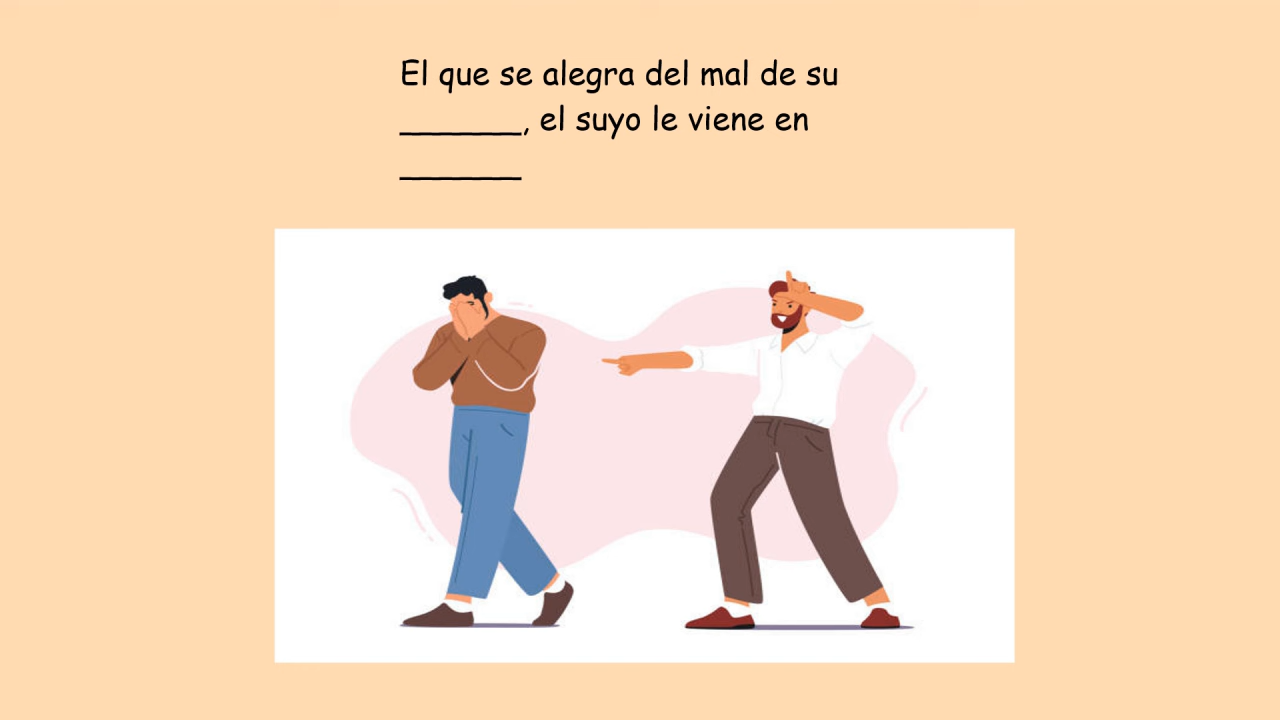 El que se alegra del mal de su
______, el suyo le viene en
______